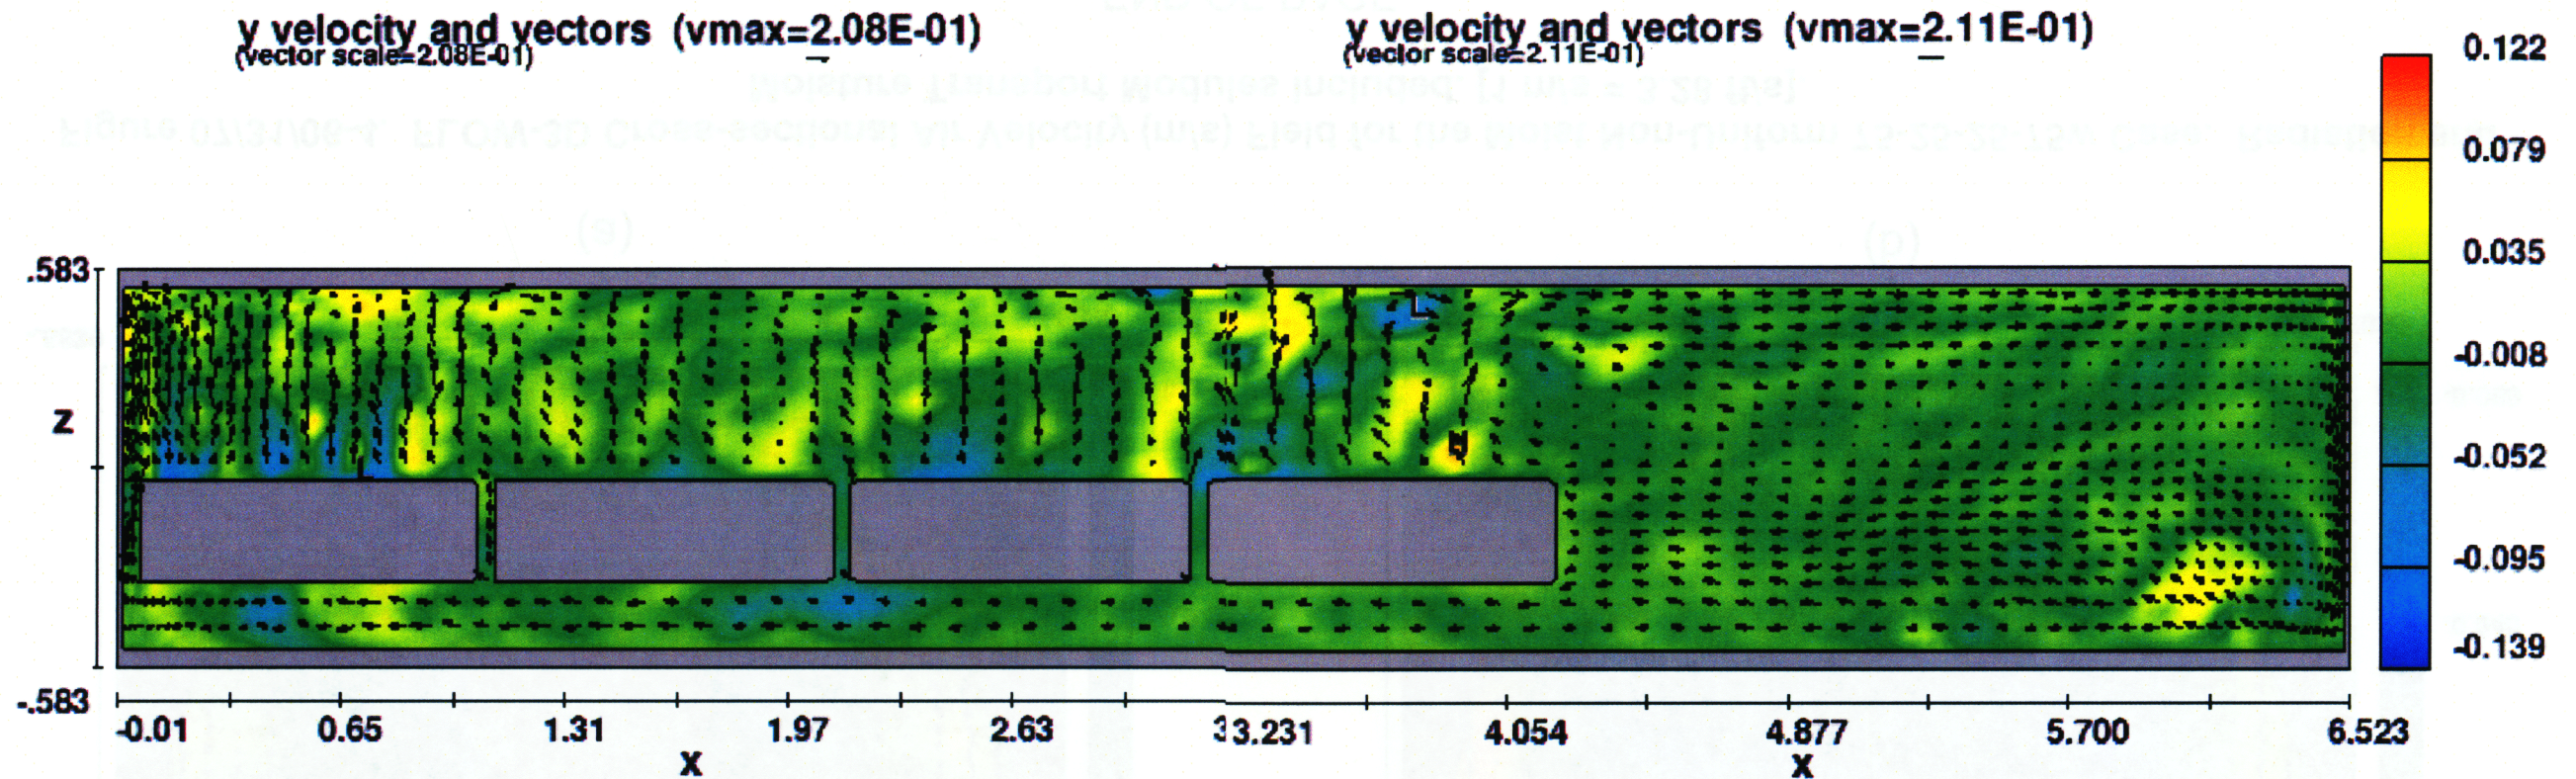 y velocity and vectors (vmax=2.08E-01)
(vector scale=2.08E-01)
y velocity and vectors (vmax=2.11E-01)
(vector scale=2.11E-01)
0.122
0.079
0.035
-0.008
-0.052
-0.095
-0.139
.583
z
-.583
L
L
-0.01 0.65 1.31 1.97 2.63 3.231 4.054 4.877 5.700 6.523
x x